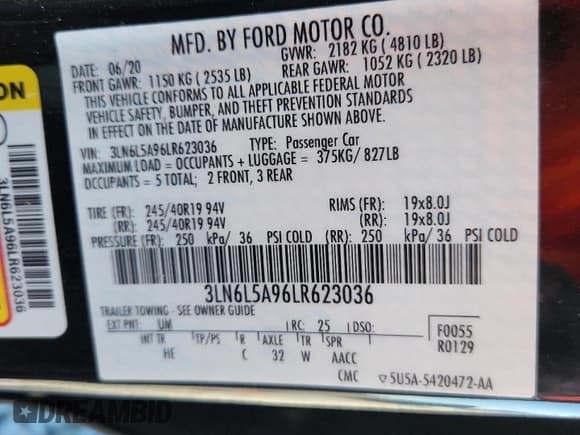 MFD. BY FORD MOTOR CO.
DATE: 06/20 GVWR: 2182 KG ( 4810 LB)
FRONT GAWR: 1150 KG ( 2535 LB) REAR GAWR: 1052 KG ( 2320 LB)
THIS VEHICLE CONFORMS TO ALL APPLICABLE FEDERAL MOTOR
VEHICLE SAFETY, BUMPER, AND THEFT PREVENTION STANDARDS
IN EFFECT ON THE DATE OF MANUFACTURE SHOWN ABOVE.
VIN: 3LN6L5A96LR623036 TYPE: Passenger Car
MAXIMUM LOAD = OCCUPANTS + LUGGAGE = 375KG/ 827LB
OCCUPANTS = 5 TOTAL; 2 FRONT, 3 REAR
TIRE (FR): 245/40R19 94V RIMS (FR): 19x8.0J
(RR): 245/40R19 94V (RR): 19x8.0J
PRESSURE (FR): 250 kPa/ 36 PSI COLD (RR): 250 kPa/ 36 PSI COLD
3LN6L5A96LR623036
TRAILER TOWING - SEE OWNER GUIDE
EXT PNT: UM RC: 25 DSO: F0055
INT TR TP/PS R AXLE TR SPR R0129
HE C 32 W AACC
CMC ▽5U5A-5420472-AA
ON
3LN6L5A96LR623036
DREAMBID